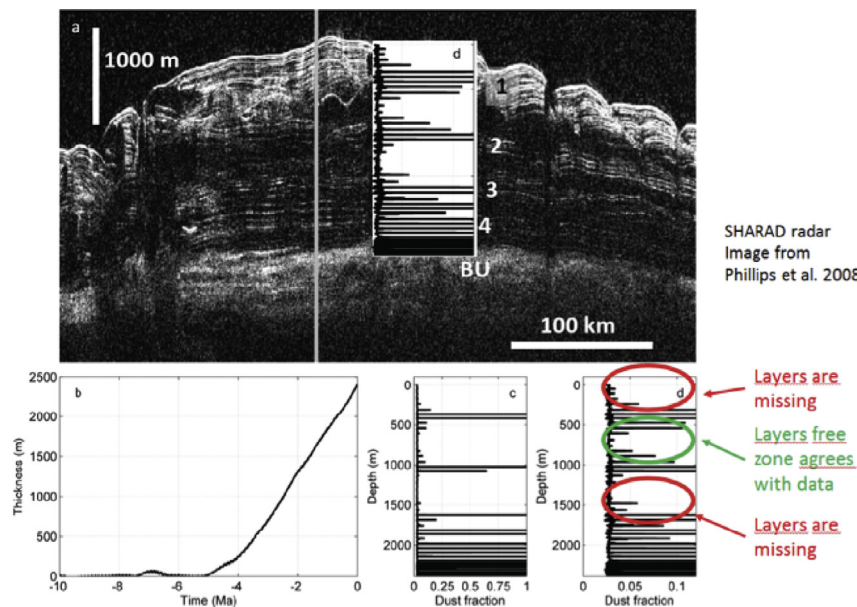 a
1000 m
d
1
2
3
4
BU
100 km
SHARAD radar
Image from
Phillips et al. 2008
2500
2000
1500
1000
500
0
Thickness (m)
b
-10
-8
-6
-4
-2
0
Time (Ma)
0
500
1000
1500
2000
Depth (m)
c
0
0.25
0.5
0.75
1
Dust fraction
0
500
1000
1500
2000
Depth (m)
d
0
0.05
0.1
Dust fraction
Layers are
missing
Layers free
zone agrees
with data
Layers are
missing